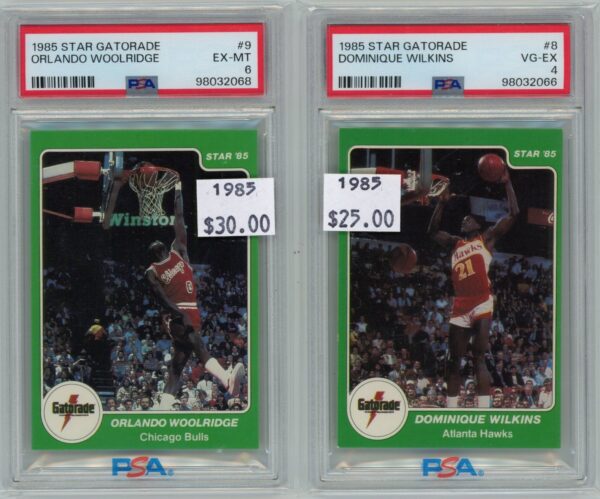 1985 STAR GATORADE #9
ORLANDO WOOLRIDGE EX-MT
6
PSA 98032068
STAR '85
Winston
1985
$30.00
Chicago
0
Gatorade
ORLANDO WOOLRIDGE
Chicago Bulls
PSA
1985 STAR GATORADE #8
DOMINIQUE WILKINS VG-EX
4
PSA 98032066
STAR '85
1985
$25.00
Hawks
21
Gatorade
DOMINIQUE WILKINS
Atlanta Hawks
PSA